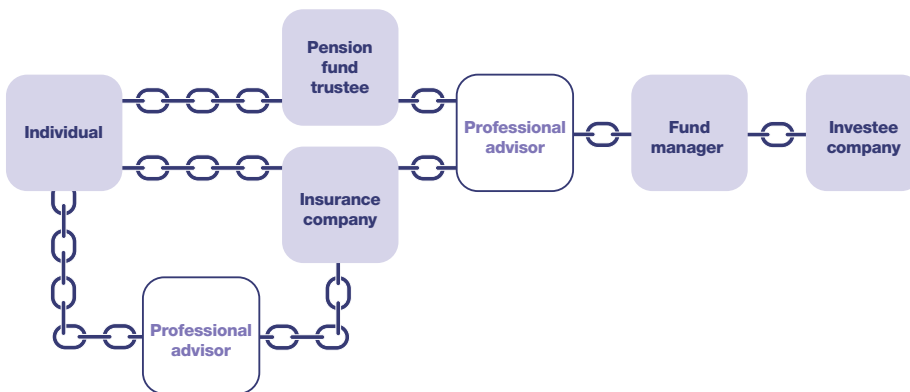 Pension
fund
trustee
Individual
Professional
advisor
Fund
manager
Investee
company
Insurance
company
Professional
advisor